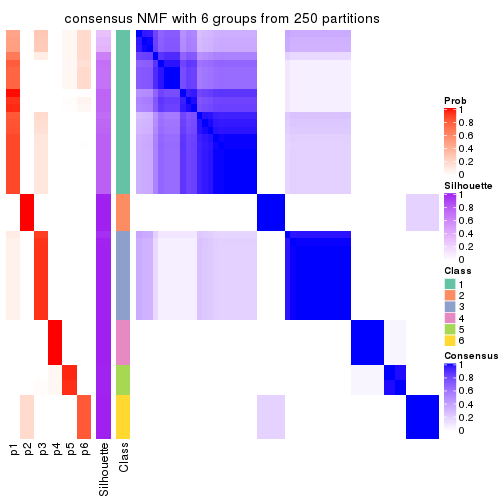 consensus NMF with 6 groups from 250 partitions
Prob
1
0.8
0.6
0.4
0.2
0
Silhouette
1
0.8
0.6
0.4
0.2
0
Class
1
2
3
4
5
6
Consensus
1
0.8
0.6
0.4
0.2
0
p1
p2
p3
p4
p5
p6
Silhouette
Class